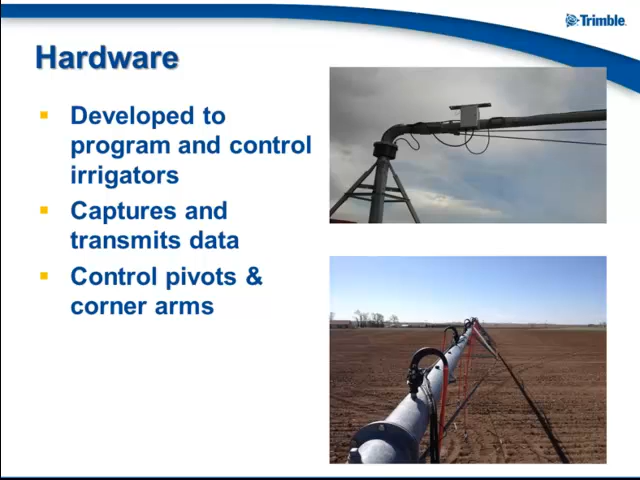 Trimble
Hardware
Developed to
program and control
irrigators
Captures and
transmits data
Control pivots &
corner arms